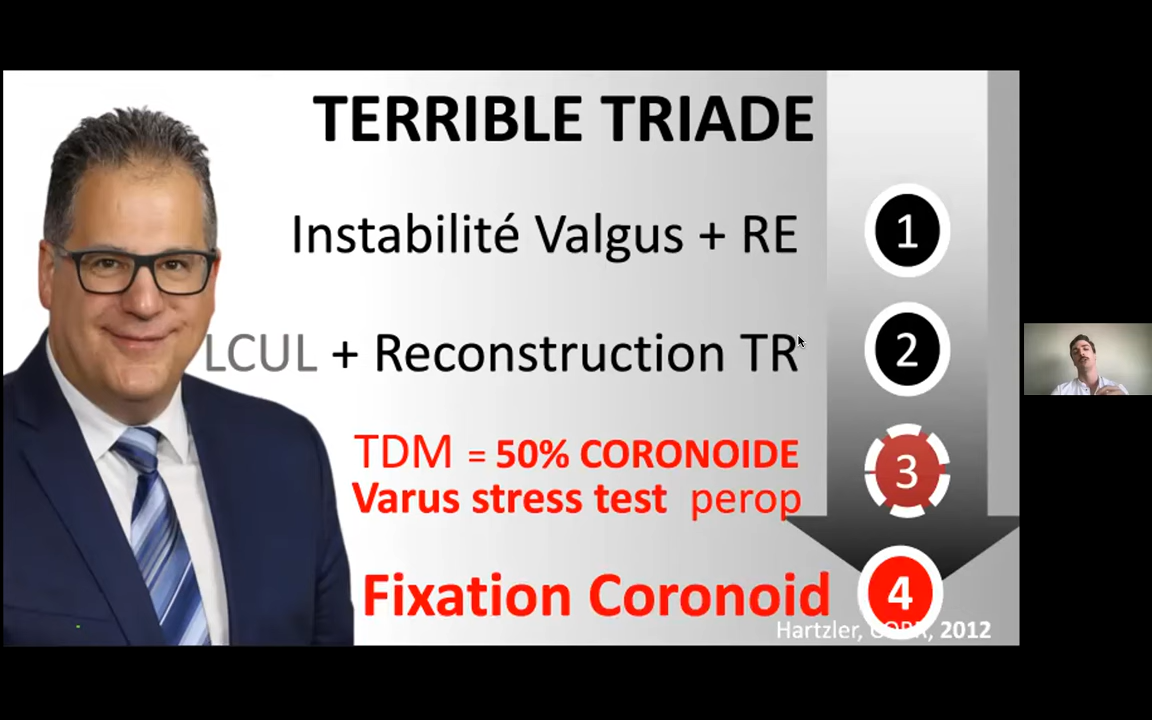 TERRIBLE TRIADE
Instabilité Valgus + RE
1
LCUL + Reconstruction TR
2
TDM = 50% CORONOIDE
Varus stress test perop
3
Fixation Coronoid
4
Hartzler, 2012